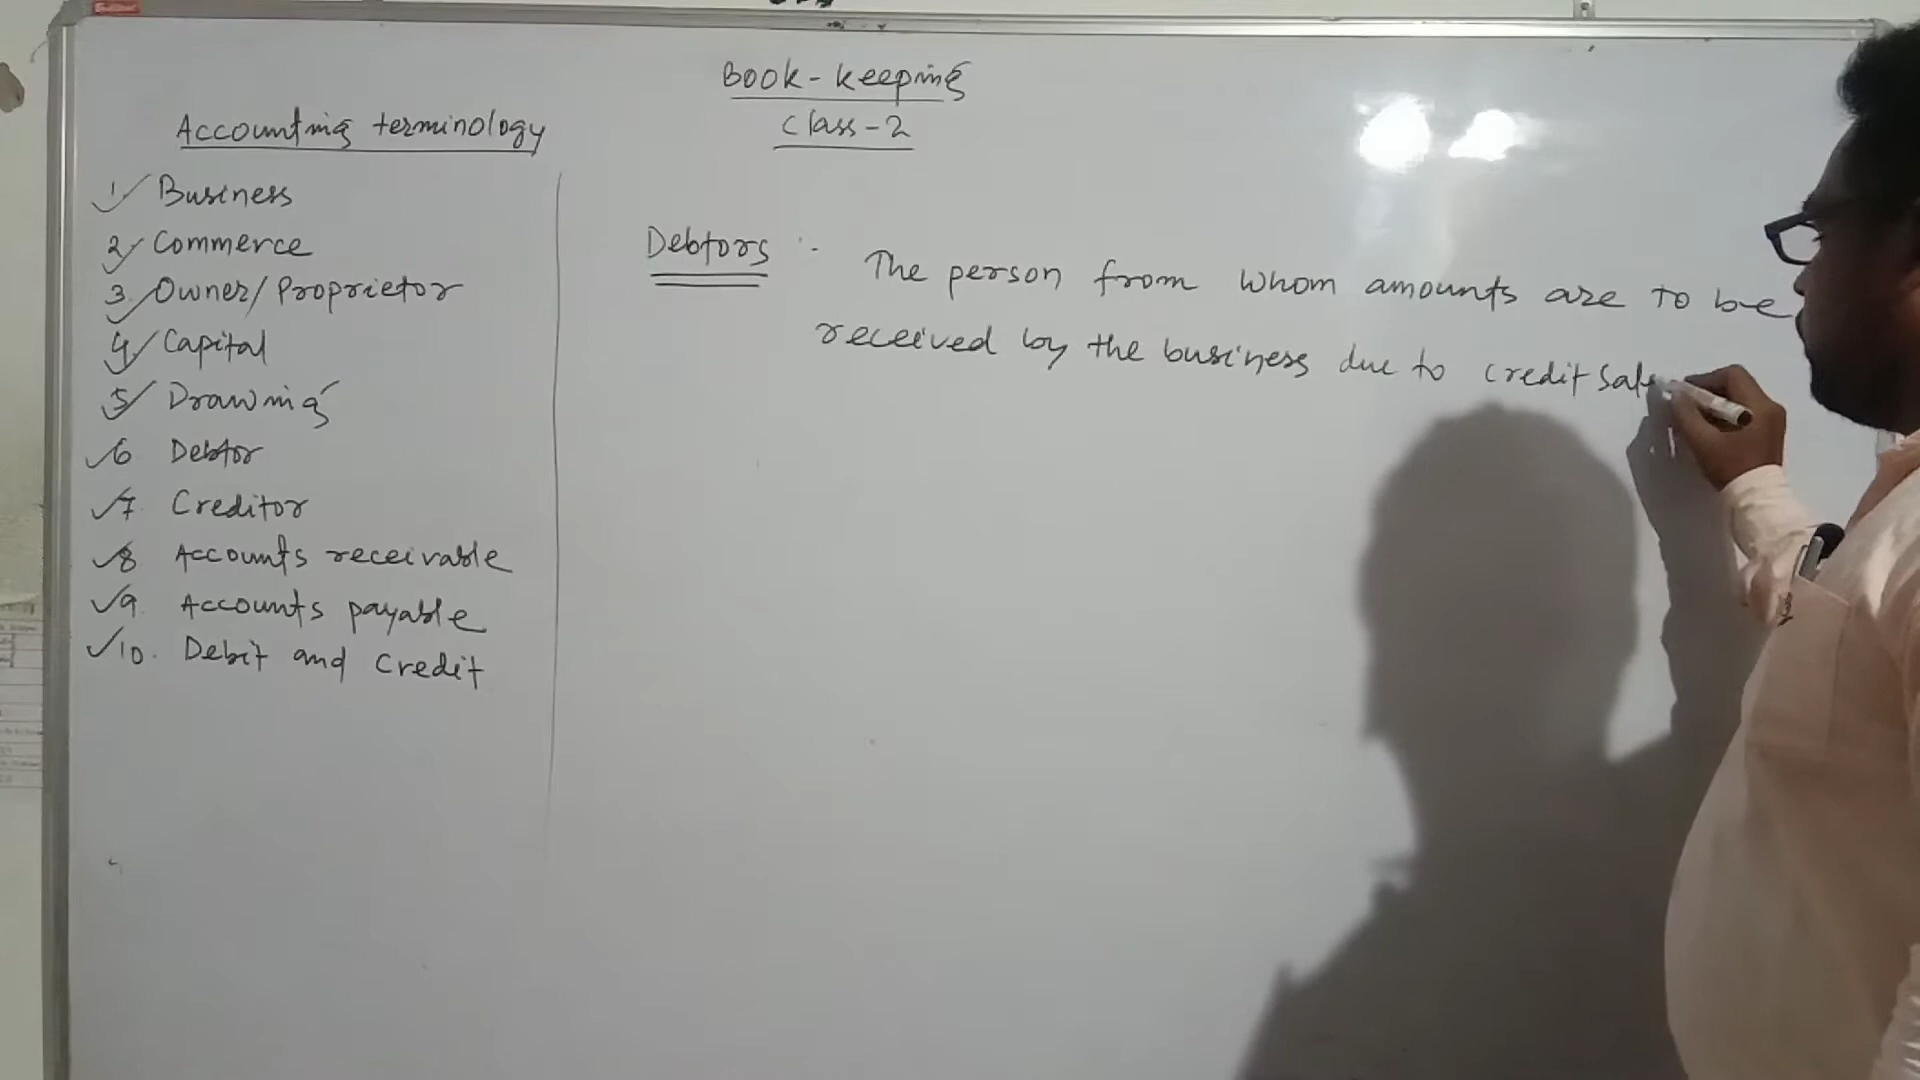 Book-keeping
Class-2
Accounting terminology
1 Business
2 Commerce
3. Owner/Proprietor
4 Capital
5 Drawing
6 Debtor
7. Creditor
8 Accounts receivable
9. Accounts payable
10. Debit and Credit
Debtors :- The person from whom amounts are to be
received by the business due to credit Sale